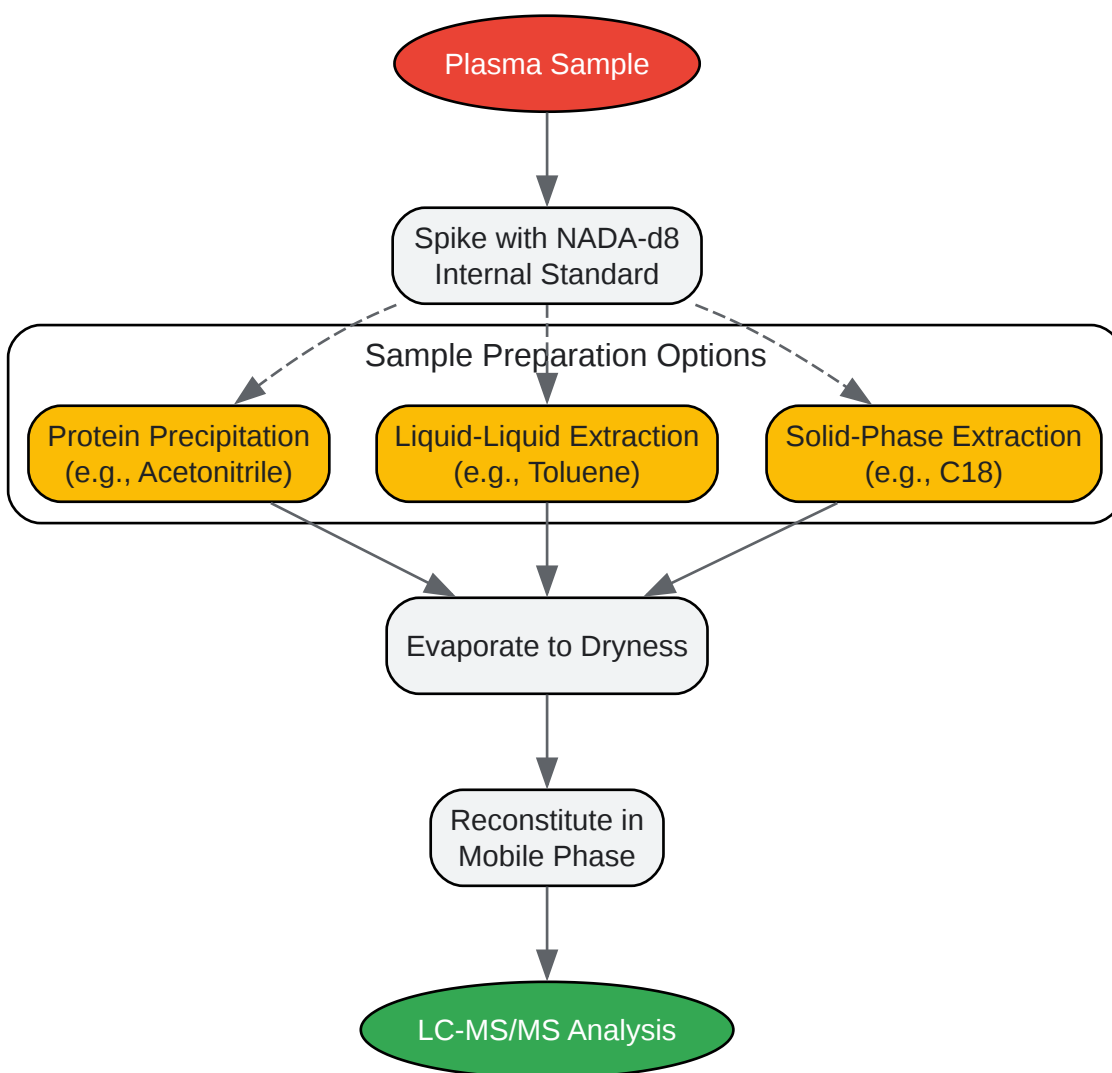 Plasma Sample
Spike with NADA-d8
Internal Standard
Sample Preparation Options
Protein Precipitation
(e.g., Acetonitrile)
Liquid-Liquid Extraction
(e.g., Toluene)
Solid-Phase Extraction
(e.g., C18)
Evaporate to Dryness
Reconstitute in
Mobile Phase
LC-MS/MS Analysis